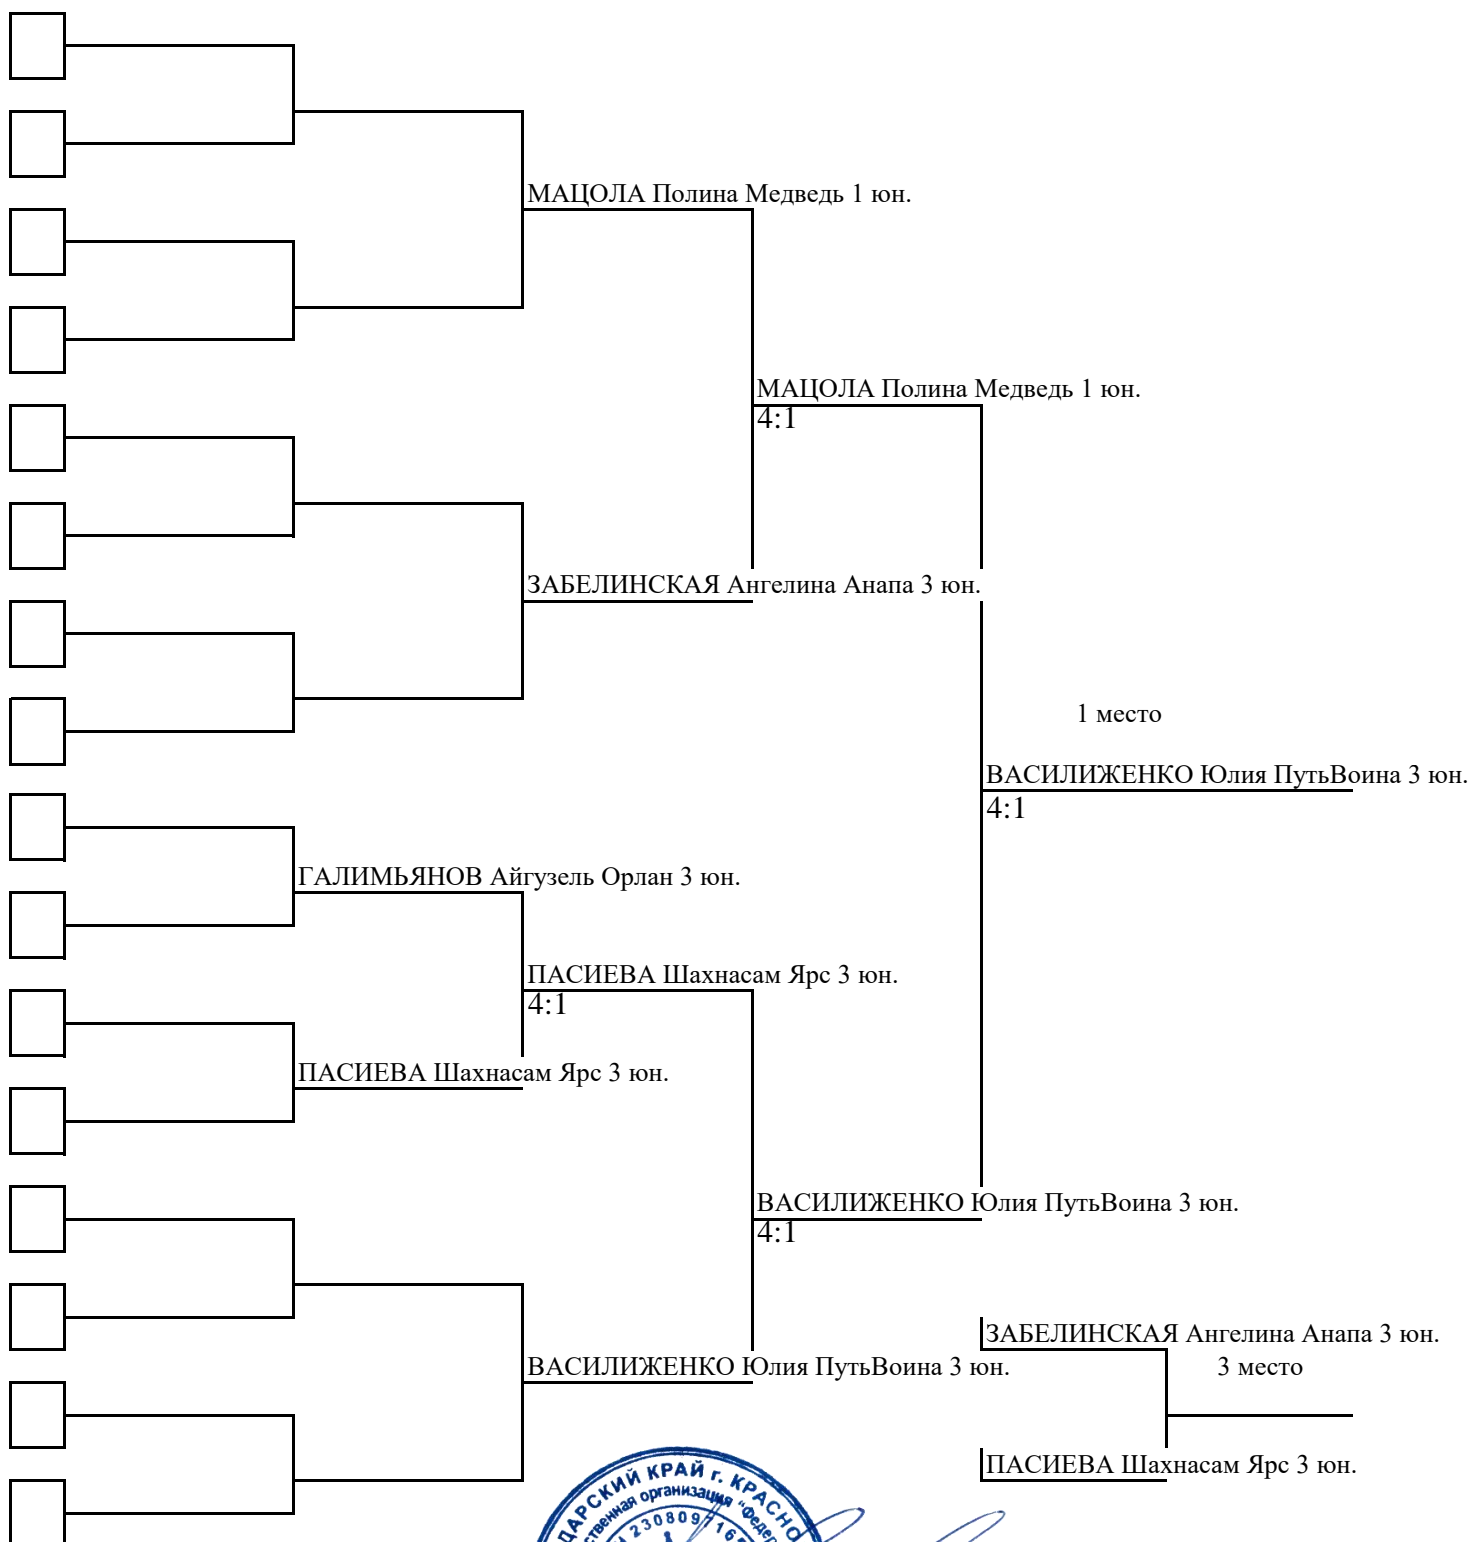 МАЦОЛА Полина Медведь 1 юн.
МАЦОЛА Полина Медведь 1 юн.
4:1
ЗАБЕЛИНСКАЯ Ангелина Анапа 3 юн.
1 место
ВАСИЛИЖЕНКО Юлия ПутьВоина 3 юн.
4:1
ГАЛИМЬЯНОВ Айгузель Орлан 3 юн.
ПАСИЕВА Шахнасам Ярс 3 юн.
4:1
ПАСИЕВА Шахнасам Ярс 3 юн.
ВАСИЛИЖЕНКО Юлия ПутьВоина 3 юн.
4:1
ЗАБЕЛИНСКАЯ Ангелина Анапа 3 юн.
ВАСИЛИЖЕНКО Юлия ПутьВоина 3 юн.
3 место
ПАСИЕВА Шахнасам Ярс 3 юн.
КРАЙ г.
организация